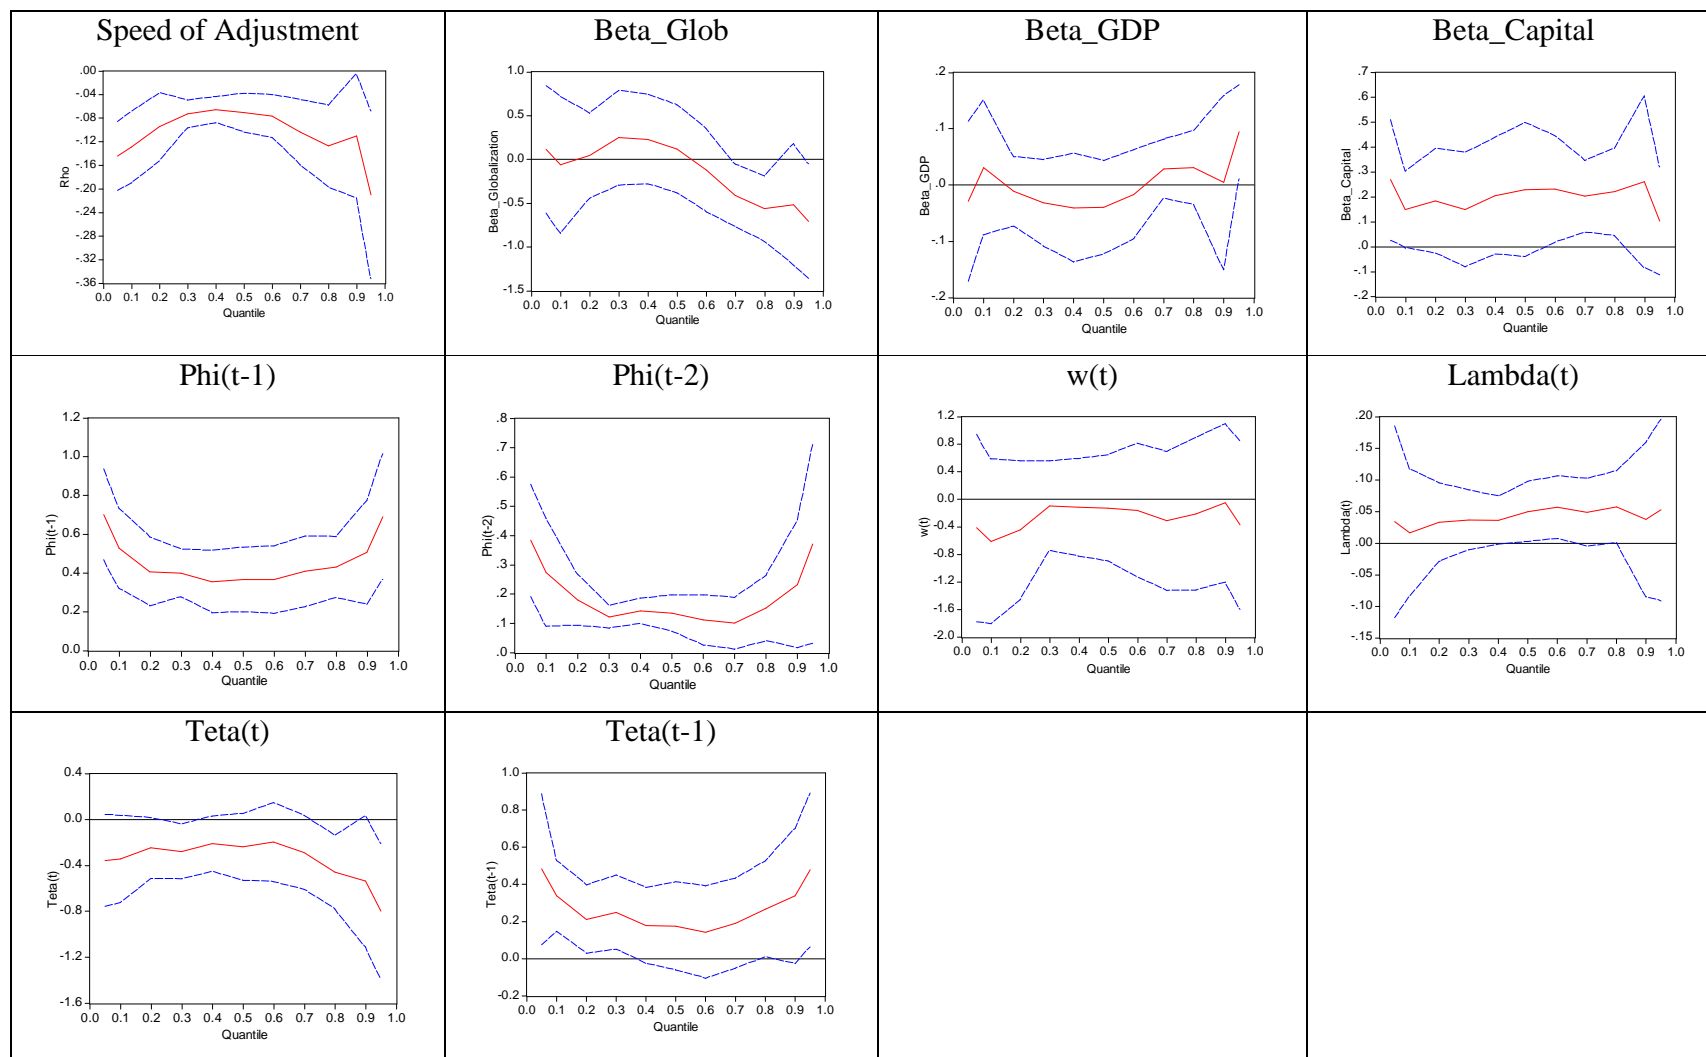 Speed of Adjustment
.00
-.04
-.08
-.12
-.16
-.20
-.24
-.28
-.32
-.36
Rho
0.0 0.1 0.2 0.3 0.4 0.5 0.6 0.7 0.8 0.9 1.0
Quantile
Beta_Glob
1.0
0.5
0.0
-0.5
-1.0
-1.5
Beta_Globalization
0.0 0.1 0.2 0.3 0.4 0.5 0.6 0.7 0.8 0.9 1.0
Quantile
Beta_GDP
.2
.1
.0
-.1
-.2
Beta_GDP
0.0 0.1 0.2 0.3 0.4 0.5 0.6 0.7 0.8 0.9 1.0
Quantile
Beta_Capital
.7
.6
.5
.4
.3
.2
.1
.0
-.1
-.2
Beta_Capital
0.0 0.1 0.2 0.3 0.4 0.5 0.6 0.7 0.8 0.9 1.0
Quantile
Phi(t-1)
1.2
1.0
0.8
0.6
0.4
0.2
0.0
Phi(t-1)
0.0 0.1 0.2 0.3 0.4 0.5 0.6 0.7 0.8 0.9 1.0
Quantile
Phi(t-2)
.8
.7
.6
.5
.4
.3
.2
.1
.0
Phi(t-2)
0.0 0.1 0.2 0.3 0.4 0.5 0.6 0.7 0.8 0.9 1.0
Quantile
w(t)
1.2
0.8
0.4
0.0
-0.4
-0.8
-1.2
-1.6
-2.0
w(t)
0.0 0.1 0.2 0.3 0.4 0.5 0.6 0.7 0.8 0.9 1.0
Quantile
Lambda(t)
.20
.15
.10
.05
.00
-.05
-.10
-.15
Lambda(t)
0.0 0.1 0.2 0.3 0.4 0.5 0.6 0.7 0.8 0.9 1.0
Quantile
Teta(t)
0.4
0.0
-0.4
-0.8
-1.2
-1.6
Teta(t)
0.0 0.1 0.2 0.3 0.4 0.5 0.6 0.7 0.8 0.9 1.0
Quantile
Teta(t-1)
1.0
0.8
0.6
0.4
0.2
0.0
-0.2
Teta(t-1)
0.0 0.1 0.2 0.3 0.4 0.5 0.6 0.7 0.8 0.9 1.0
Quantile